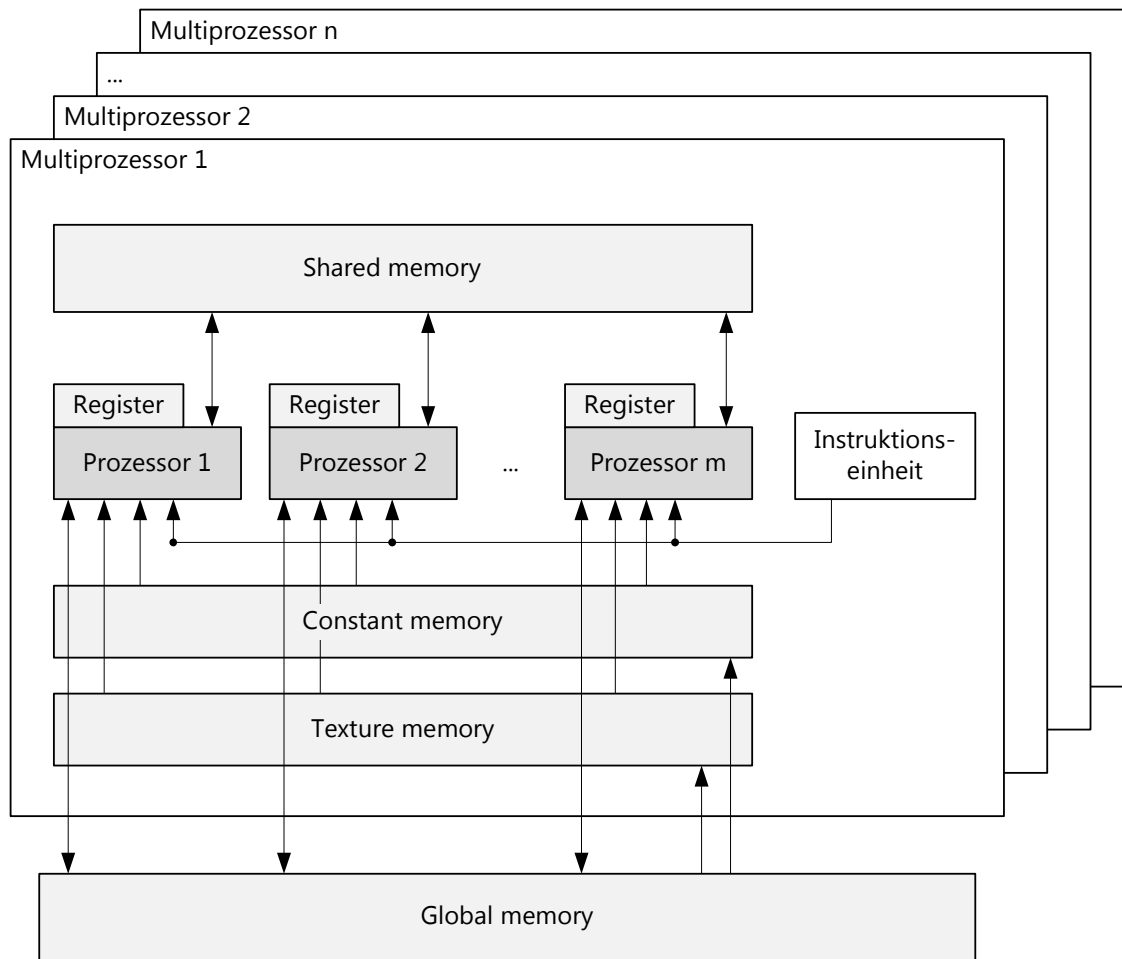 Multiprozessor n
...
Multiprozessor 2
Multiprozessor 1
Shared memory
Register
Register
Register
Prozessor 1
Prozessor 2
...
Prozessor m
Instruktions-
einheit
Constant memory
Texture memory
Global memory